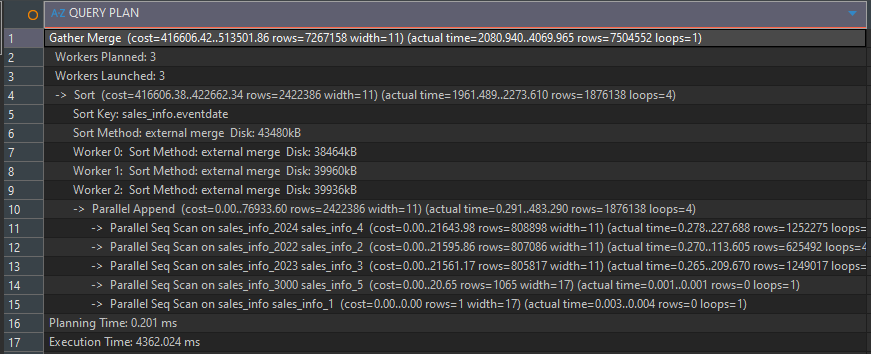 A-Z QUERY PLAN
1 Gather Merge (cost=416606.42..513501.86 rows=7267158 width=11) (actual time=2080.940..4069.965 rows=7504552 loops=1)
2 Workers Planned: 3
3 Workers Launched: 3
4 -> Sort (cost=416606.38..422662.34 rows=2422386 width=11) (actual time=1961.489..2273.610 rows=1876138 loops=4)
5 Sort Key: sales_info.eventdate
6 Sort Method: external merge Disk: 43480kB
7 Worker 0: Sort Method: external merge Disk: 38464kB
8 Worker 1: Sort Method: external merge Disk: 39960kB
9 Worker 2: Sort Method: external merge Disk: 39936kB
10 -> Parallel Append (cost=0.00..76933.60 rows=2422386 width=11) (actual time=0.291..483.290 rows=1876138 loops=4)
11 -> Parallel Seq Scan on sales_info_2024 sales_info_4 (cost=0.00..21643.98 rows=808898 width=11) (actual time=0.278..227.688 rows=1252275 loops=
12 -> Parallel Seq Scan on sales_info_2022 sales_info_2 (cost=0.00..21595.86 rows=807086 width=11) (actual time=0.270..113.605 rows=625492 loops=4
13 -> Parallel Seq Scan on sales_info_2023 sales_info_3 (cost=0.00..21561.17 rows=805817 width=11) (actual time=0.265..209.670 rows=1249017 loops=
14 -> Parallel Seq Scan on sales_info_3000 sales_info_5 (cost=0.00..20.65 rows=1065 width=17) (actual time=0.001..0.001 rows=0 loops=1)
15 -> Parallel Seq Scan on sales_info sales_info_1 (cost=0.00..0.00 rows=1 width=17) (actual time=0.003..0.004 rows=0 loops=1)
16 Planning Time: 0.201 ms
17 Execution Time: 4362.024 ms